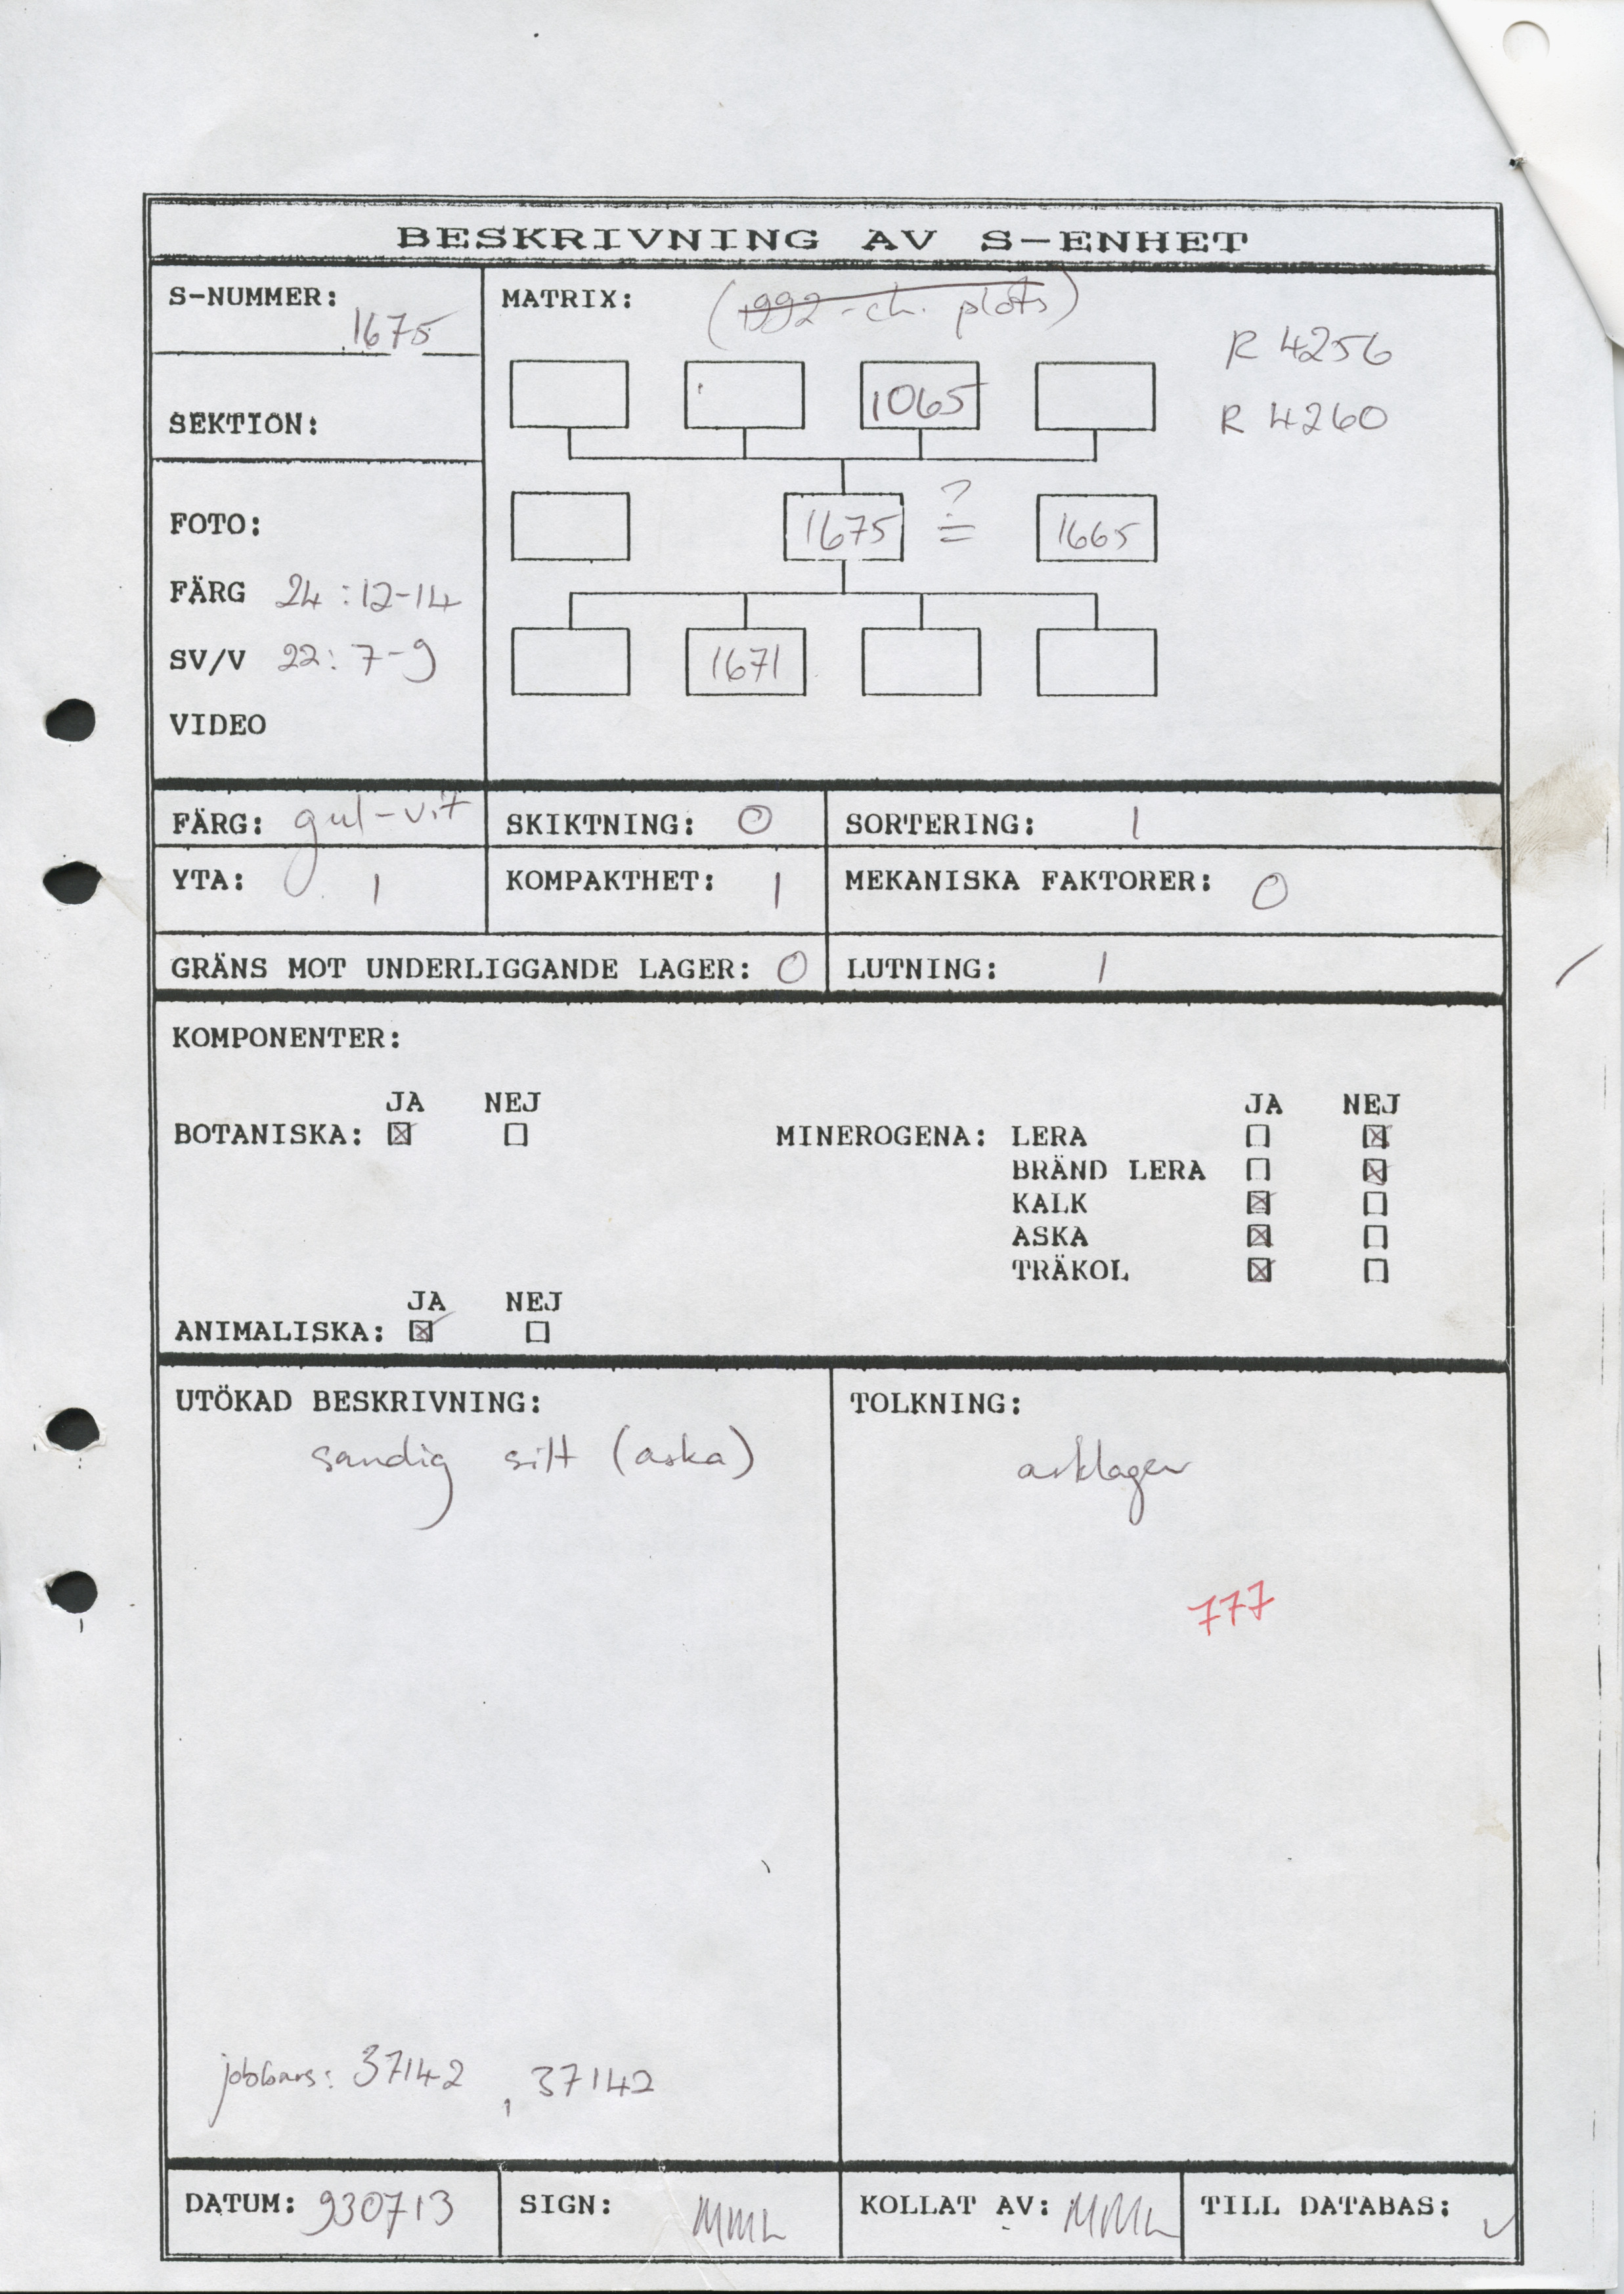 BESKRIVNING AV S-ENHET
S-NUMMER: 1675
MATRIX: (1992-ch. plots)
R 4256
R 4260
1065
SEKTION:
1675 ? = 1665
1671
FOTO:
FÄRG 24:12-14
SV/V 22:7-9
VIDEO
FÄRG: gul-vit SKIKTNING: 0 SORTERING: 1
YTA: 1 KOMPAKTHET: 1 MEKANISKA FAKTORER: 0
GRÄNS MOT UNDERLIGGANDE LAGER: 0 LUTNING: 1
KOMPONENTER:
JA NEJ JA NEJ
BOTANISKA: ☒ ☐ MINEROGENA: LERA ☐ ☒
BRÄND LERA ☐ ☒
KALK ☒ ☐
ASKA ☒ ☐
TRÄKOL ☒ ☐
JA NEJ
ANIMALISKA: ☒ ☐
UTÖKAD BESKRIVNING:
sandig silt (aska)
TOLKNING:
asklager
777
37142, 37142
DATUM: 930713 SIGN: MML KOLLAT AV: MML TILL DATABAS: ✓